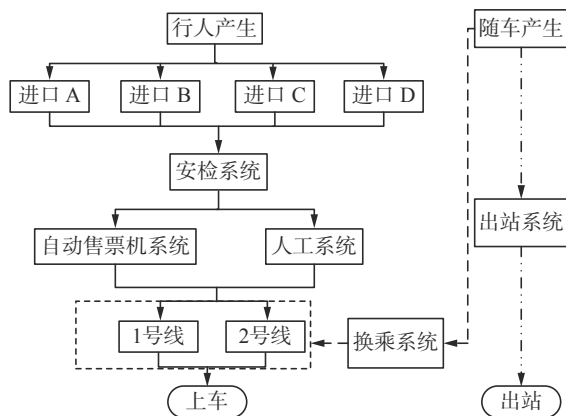 行人产生
随车产生
进口 A
进口 B
进口 C
进口 D
安检系统
自动售票机系统
人工系统
出站系统
1号线
2号线
换乘系统
上车
出站